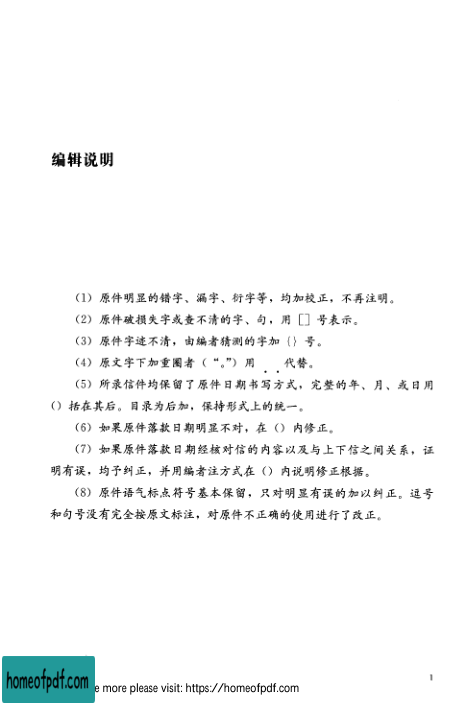 编辑说明
（1）原件明显的错字、漏字、衍字等，均加校正，不再注明。
（2）原件破损失字或查不清的字、句，用［］号表示。
（3）原件字迹不清，由编者猜测的字加｛｝号。
（4）原文字下加重圈者（“。”）用 . . 代替。
（5）所录信件均保留了原件日期书写方式，完整的年、月、或日用
（）括在其后。目录为后加，保持形式上的统一。
（6）如果原件落款日期明显不对，在（）内修正。
（7）如果原件落款日期经核对信的内容以及与上下信之间关系，证
明有误，均予纠正，并用编者注方式在（）内说明修正根据。
（8）原件语气标点符号基本保留，只对明显有误的加以纠正。逗号
和句号没有完全按原文标注，对原件不正确的使用进行了改正。
1
homeofpdf.com
e more please visit: https://homeofpdf.com